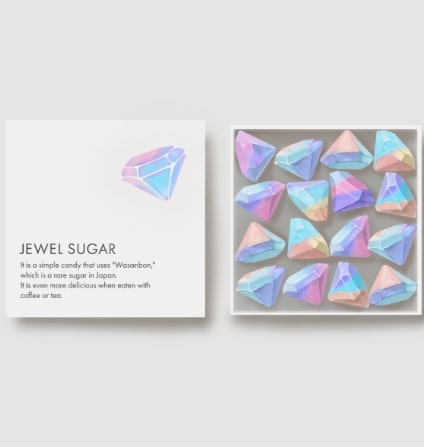 JEWEL SUGAR
It is a simple candy that uses "Wasanbon,"
which is a rare sugar in Japan.
It is even more delicious when eaten with
coffee or tea.